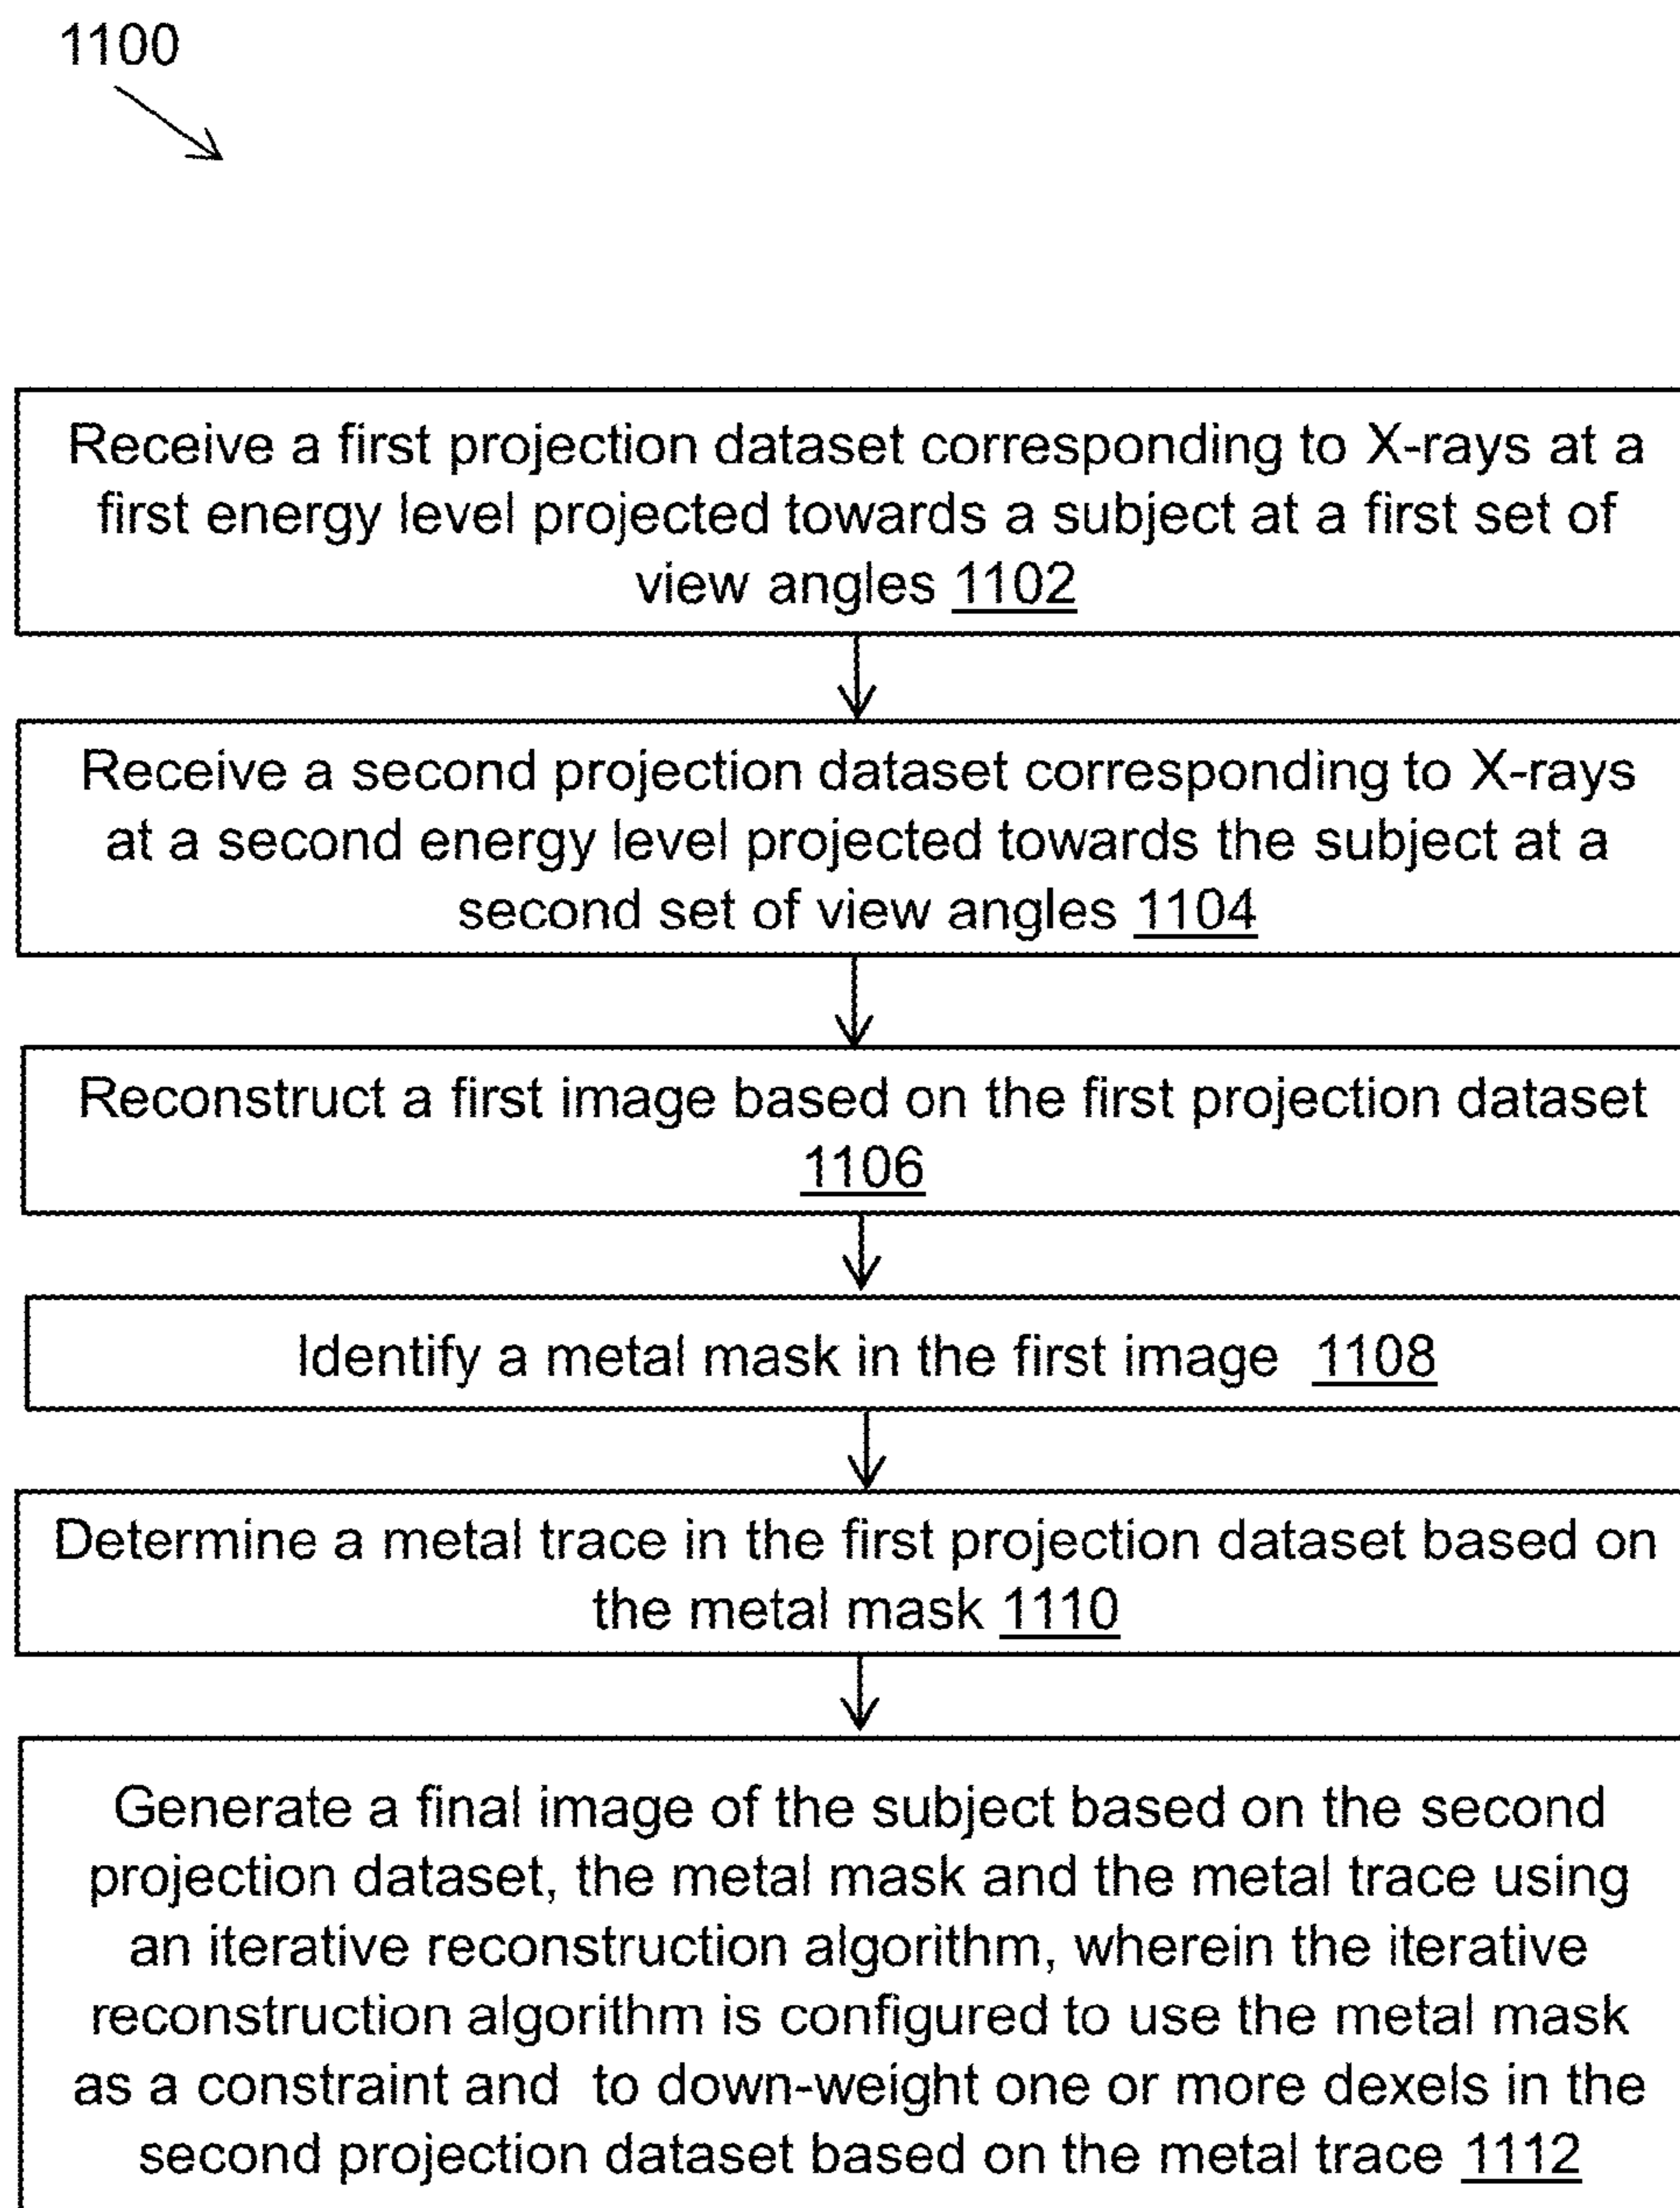 1100
Receive a first projection dataset corresponding to X-rays at a
first energy level projected towards a subject at a first set of
view angles 1102
Receive a second projection dataset corresponding to X-rays
at a second energy level projected towards the subject at a
second set of view angles 1104
Reconstruct a first image based on the first projection dataset
1106
Identify a metal mask in the first image 1108
Determine a metal trace in the first projection dataset based on
the metal mask 1110
Generate a final image of the subject based on the second
projection dataset, the metal mask and the metal trace using
an iterative reconstruction algorithm, wherein the iterative
reconstruction algorithm is configured to use the metal mask
as a constraint and to down-weight one or more dexels in the
second projection dataset based on the metal trace 1112